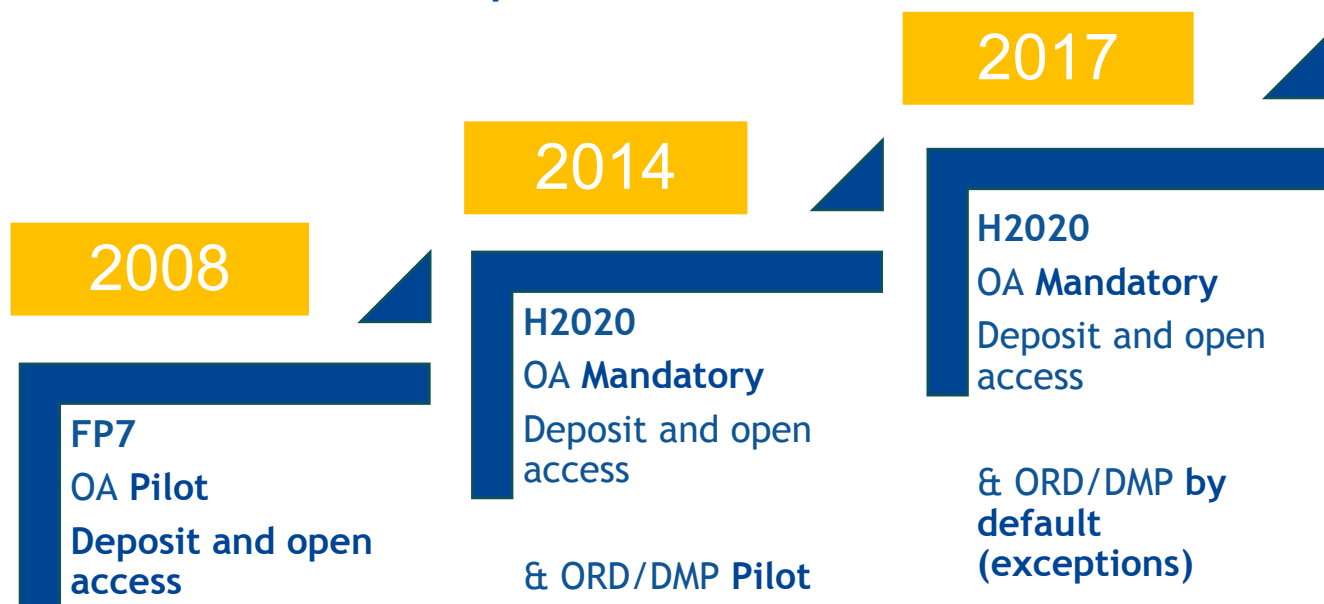 2008
FP7
OA Pilot
Deposit and open
access
2014
H2020
OA Mandatory
Deposit and open
access
& ORD/DMP Pilot
2017
H2020
OA Mandatory
Deposit and open
access
& ORD/DMP by
default
(exceptions)